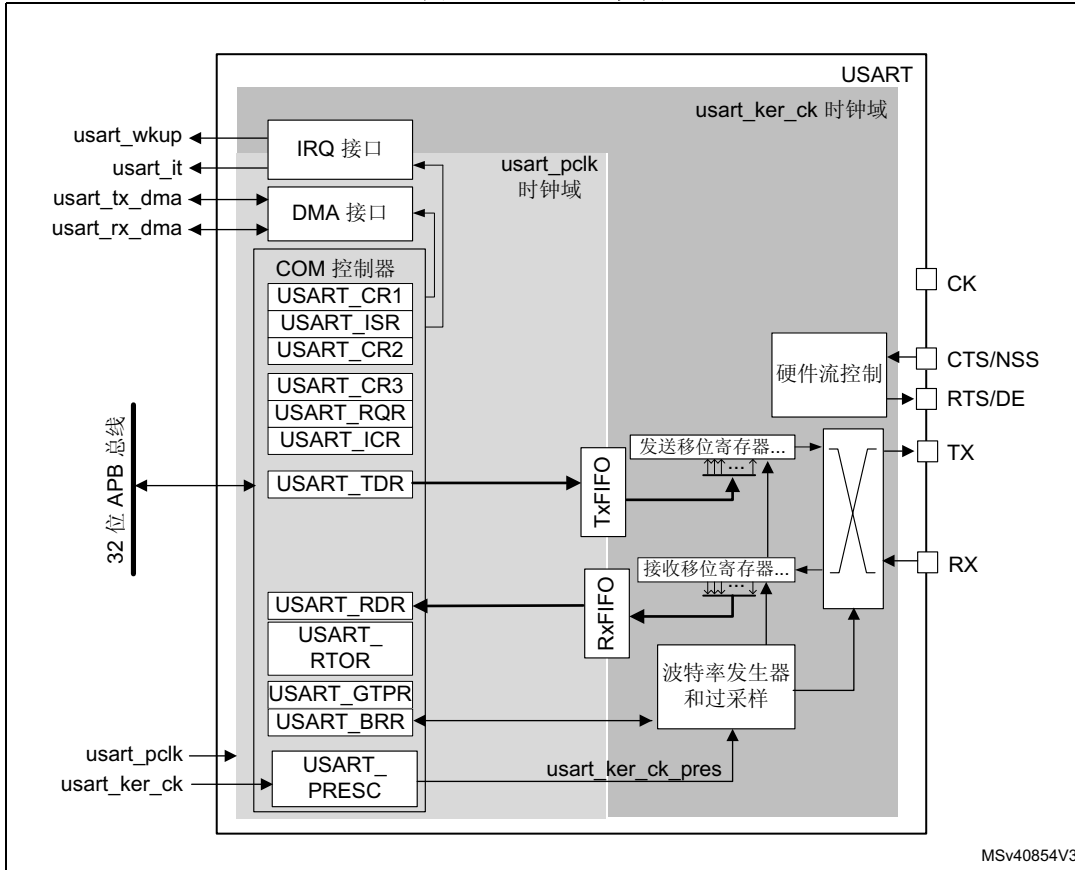 USART
usart_ker_ck 时钟域
usart_wkup
IRQ 接口
usart_it
usart_pclk
时钟域
usart_tx_dma
DMA 接口
usart_rx_dma
COM 控制器
USART_CR1
USART_ISR
USART_CR2
USART_CR3
USART_RQR
USART_ICR
USART_TDR
32 位 APB 总线
CK
CTS/NSS
硬件流控制
RTS/DE
发送移位寄存器...
...
TX
TxFIFO
接收移位寄存器...
...
RX
RxFIFO
USART_RDR
USART_
RTOR
USART_GTPR
USART_BRR
波特率发生器
和过采样
usart_pclk
usart_ker_ck
USART_
PRESC
usart_ker_ck_pres
MSv40854V3